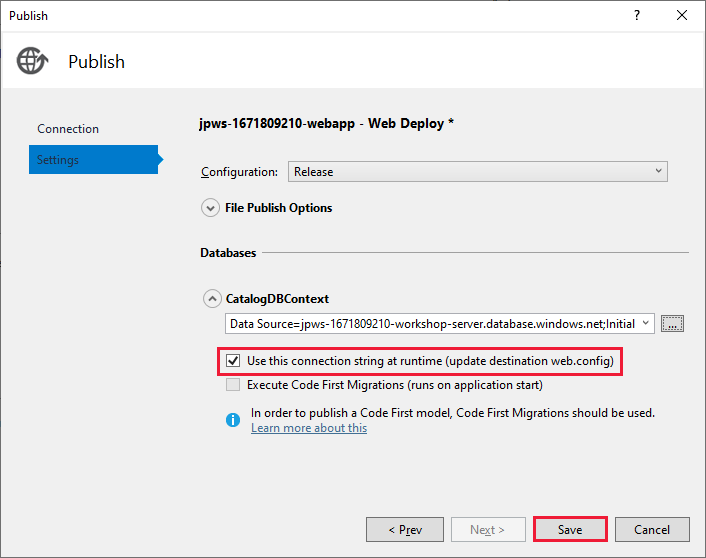 Publish
?
Publish
Connection
Settings
jpws-1671809210-webapp - Web Deploy *
Configuration:
Release
File Publish Options
Databases
CatalogDBContext
Data Source=jpws-1671809210-workshop-server.database.windows.net;Initial
...
Use this connection string at runtime (update destination web.config)
Execute Code First Migrations (runs on application start)
In order to publish a Code First model, Code First Migrations should be used.
Learn more about this
< Prev
Next >
Save
Cancel